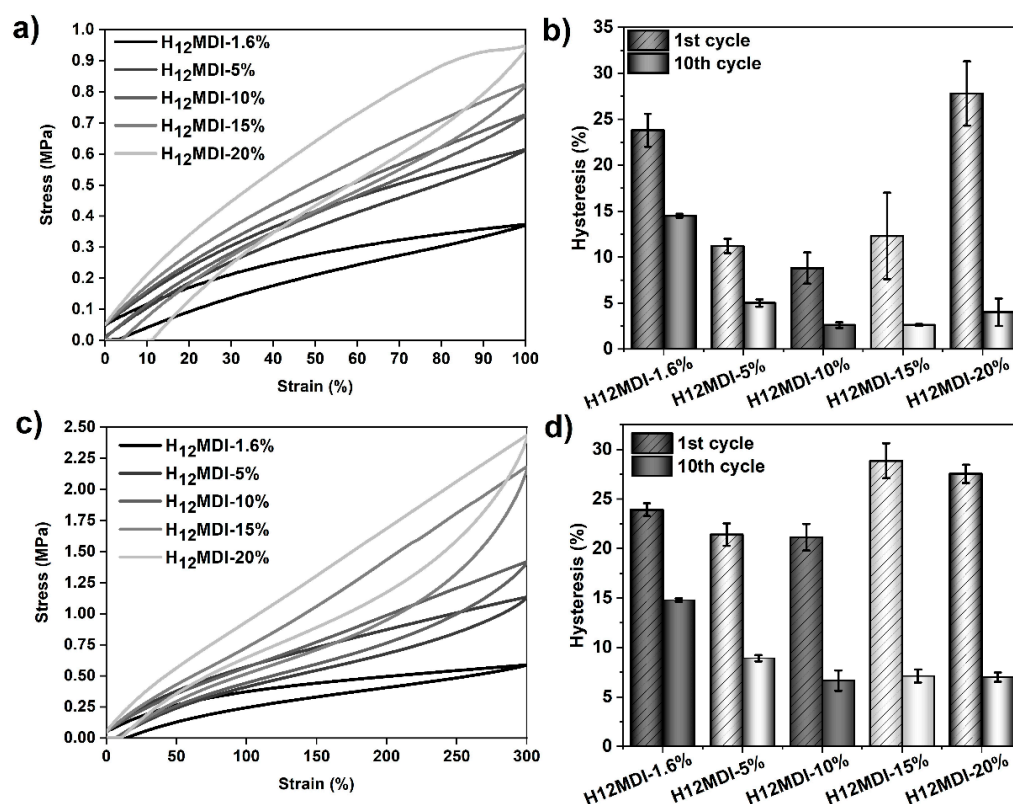 a)
H12MDI-1.6%
H12MDI-5%
H12MDI-10%
H12MDI-15%
H12MDI-20%
Stress (MPa)
1.0
0.9
0.8
0.7
0.6
0.5
0.4
0.3
0.2
0.1
0.0
0 10 20 30 40 50 60 70 80 90 100
Strain (%)
b)
1st cycle
10th cycle
Hysteresis (%)
35
30
25
20
15
10
5
0
H12MDI-1.6%
H12MDI-5%
H12MDI-10%
H12MDI-15%
H12MDI-20%
c)
H12MDI-1.6%
H12MDI-5%
H12MDI-10%
H12MDI-15%
H12MDI-20%
Stress (MPa)
2.50
2.25
2.00
1.75
1.50
1.25
1.00
0.75
0.50
0.25
0.00
0 50 100 150 200 250 300
Strain (%)
d)
1st cycle
10th cycle
Hysteresis (%)
30
25
20
15
10
5
0
H12MDI-1.6%
H12MDI-5%
H12MDI-10%
H12MDI-15%
H12MDI-20%